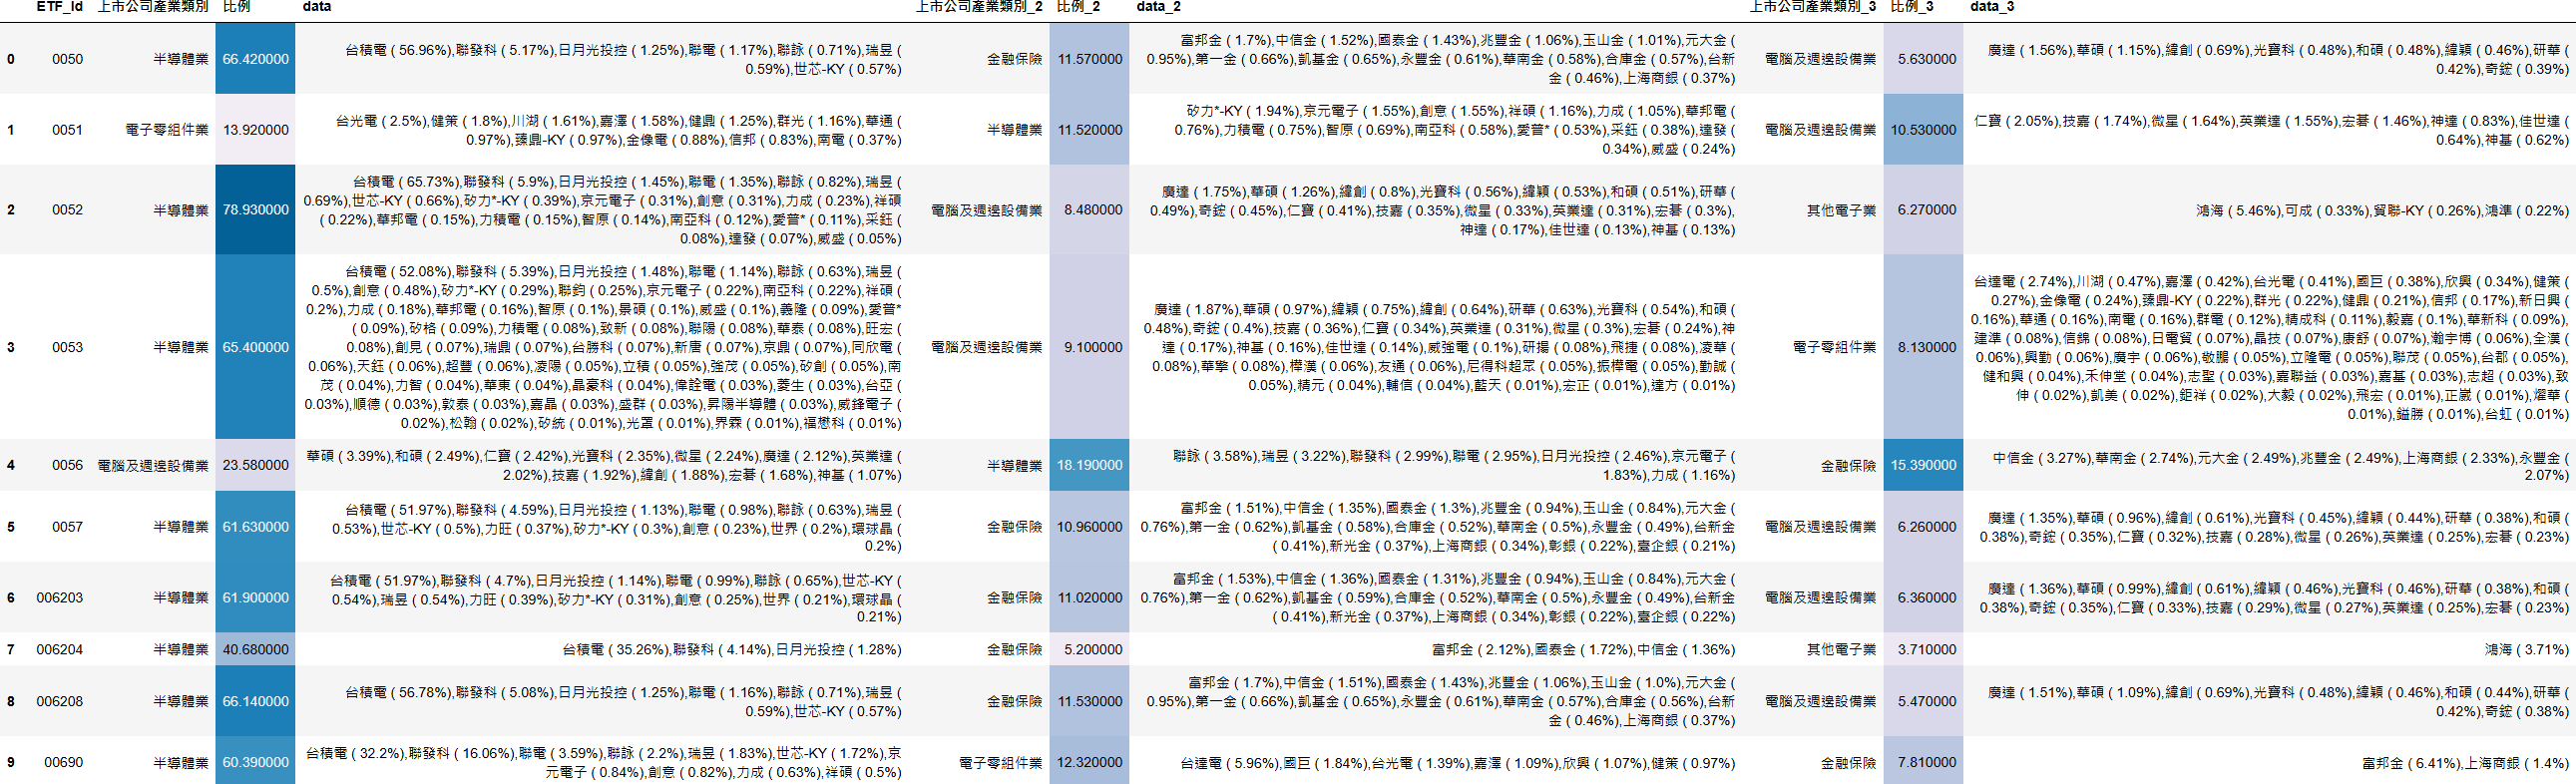 ETF_Id 上市公司產業類別 比例 data 上市公司產業類別_2 比例_2 data_2 上市公司產業類別_3 比例_3 data_3
0 0050 半導體業 66.420000
台積電 ( 56.96%),聯發科 ( 5.17%),日月光投控 ( 1.25%),聯電 ( 1.17%),聯詠 ( 0.71%),瑞昱 (
0.59%),世芯-KY ( 0.57%)
金融保險 11.570000
富邦金 ( 1.7%),中信金 ( 1.52%),國泰金 ( 1.43%),兆豐金 ( 1.06%),玉山金 ( 1.01%),元大金 (
0.95%),第一金 ( 0.66%),凱基金 ( 0.65%),永豐金 ( 0.61%),華南金 ( 0.58%),合庫金 ( 0.57%),台新
金 ( 0.46%),上海商銀 ( 0.37%)
電腦及週邊設備業 5.630000
廣達 ( 1.56%),華碩 ( 1.15%),緯創 ( 0.69%),光寶科 ( 0.48%),和碩 ( 0.48%),緯穎 ( 0.46%),研華 (
0.42%),奇鋐 ( 0.39%)
1 0051 電子零組件業 13.920000
台光電 ( 2.5%),健策 ( 1.8%),川湖 ( 1.61%),嘉澤 ( 1.58%),健鼎 ( 1.25%),群光 ( 1.16%),華通 (
0.97%),臻鼎-KY ( 0.97%),金像電 ( 0.88%),信邦 ( 0.83%),南電 ( 0.37%)
半導體業 11.520000
矽力*-KY ( 1.94%),京元電子 ( 1.55%),創意 ( 1.55%),祥碩 ( 1.16%),力成 ( 1.05%),華邦電 (
0.76%),力積電 ( 0.75%),智原 ( 0.69%),南亞科 ( 0.58%),愛普* ( 0.53%),采鈺 ( 0.38%),達發 (
0.34%),威盛 ( 0.24%)
電腦及週邊設備業 10.530000
仁寶 ( 2.05%),技嘉 ( 1.74%),微星 ( 1.64%),英業達 ( 1.55%),宏碁 ( 1.46%),神達 ( 0.83%),佳世達 (
0.64%),神基 ( 0.62%)
2 0052 半導體業 78.930000
台積電 ( 65.73%),聯發科 ( 5.9%),日月光投控 ( 1.45%),聯電 ( 1.35%),聯詠 ( 0.82%),瑞昱 (
0.69%),世芯-KY ( 0.66%),矽力*-KY ( 0.39%),京元電子 ( 0.31%),創意 ( 0.31%),力成 ( 0.23%),祥碩
( 0.22%),華邦電 ( 0.15%),力積電 ( 0.15%),智原 ( 0.14%),南亞科 ( 0.12%),愛普* ( 0.11%),采鈺 (
0.08%),達發 ( 0.07%),威盛 ( 0.05%)
電腦及週邊設備業 8.480000
廣達 ( 1.75%),華碩 ( 1.26%),緯創 ( 0.8%),光寶科 ( 0.56%),緯穎 ( 0.53%),和碩 ( 0.51%),研華 (
0.49%),奇鋐 ( 0.45%),仁寶 ( 0.41%),技嘉 ( 0.35%),微星 ( 0.33%),英業達 ( 0.31%),宏碁 ( 0.3%),
神達 ( 0.17%),佳世達 ( 0.13%),神基 ( 0.13%)
其他電子業 6.270000
鴻海 ( 5.46%),可成 ( 0.33%),貿聯-KY ( 0.26%),鴻準 ( 0.22%)
3 0053 半導體業 65.400000
台積電 ( 52.08%),聯發科 ( 5.39%),日月光投控 ( 1.48%),聯電 ( 1.14%),聯詠 ( 0.63%),瑞昱 (
0.5%),創意 ( 0.48%),矽力*-KY ( 0.29%),聯鈞 ( 0.25%),京元電子 ( 0.22%),南亞科 ( 0.22%),祥碩 (
0.2%),力成 ( 0.18%),華邦電 ( 0.16%),智原 ( 0.1%),景碩 ( 0.1%),威盛 ( 0.1%),義隆 ( 0.09%),愛普*
( 0.09%),矽格 ( 0.09%),力積電 ( 0.08%),致新 ( 0.08%),聯陽 ( 0.08%),華泰 ( 0.08%),旺宏 (
0.08%),創見 ( 0.07%),瑞鼎 ( 0.07%),台勝科 ( 0.07%),新唐 ( 0.07%),京鼎 ( 0.07%),同欣電 (
0.06%),天鈺 ( 0.06%),超豐 ( 0.06%),凌陽 ( 0.05%),立積 ( 0.05%),強茂 ( 0.05%),矽創 ( 0.05%),南
茂 ( 0.04%),力智 ( 0.04%),華東 ( 0.04%),晶豪科 ( 0.04%),偉詮電 ( 0.03%),菱生 ( 0.03%),台亞 (
0.03%),順德 ( 0.03%),敦泰 ( 0.03%),嘉晶 ( 0.03%),盛群 ( 0.03%),昇陽半導體 ( 0.03%),威鋒電子 (
0.02%),松翰 ( 0.02%),矽統 ( 0.01%),光罩 ( 0.01%),界霖 ( 0.01%),福懋科 ( 0.01%)
電腦及週邊設備業 9.100000
廣達 ( 1.87%),華碩 ( 0.97%),緯穎 ( 0.75%),緯創 ( 0.64%),研華 ( 0.63%),光寶科 ( 0.54%),和碩 (
0.48%),奇鋐 ( 0.4%),技嘉 ( 0.36%),仁寶 ( 0.34%),英業達 ( 0.31%),微星 ( 0.3%),宏碁 ( 0.24%),神
達 ( 0.17%),神基 ( 0.16%),佳世達 ( 0.14%),威強電 ( 0.1%),研揚 ( 0.08%),飛捷 ( 0.08%),凌華 (
0.08%),華擎 ( 0.08%),樺漢 ( 0.06%),友通 ( 0.06%),尼得科超眾 ( 0.05%),振樺電 ( 0.05%),勤誠 (
0.05%),精元 ( 0.04%),輔信 ( 0.04%),藍天 ( 0.01%),宏正 ( 0.01%),達方 ( 0.01%)
電子零組件業 8.130000
台達電 ( 2.74%),川湖 ( 0.47%),嘉澤 ( 0.42%),台光電 ( 0.41%),國巨 ( 0.38%),欣興 ( 0.34%),健策 (
0.27%),金像電 ( 0.24%),臻鼎-KY ( 0.22%),群光 ( 0.22%),健鼎 ( 0.21%),信邦 ( 0.17%),新日興 (
0.16%),華通 ( 0.16%),南電 ( 0.16%),群電 ( 0.12%),精成科 ( 0.11%),毅嘉 ( 0.1%),華新科 ( 0.09%),
建準 ( 0.08%),信錦 ( 0.08%),日電貿 ( 0.07%),晶技 ( 0.07%),康舒 ( 0.07%),瀚宇博 ( 0.06%),全漢 (
0.06%),興勤 ( 0.06%),廣宇 ( 0.06%),敬鵬 ( 0.05%),立隆電 ( 0.05%),聯茂 ( 0.05%),台郡 ( 0.05%),
健和興 ( 0.04%),禾伸堂 ( 0.04%),志聖 ( 0.03%),嘉聯益 ( 0.03%),嘉基 ( 0.03%),志超 ( 0.03%),致
伸 ( 0.02%),凱美 ( 0.02%),鉅祥 ( 0.02%),大毅 ( 0.02%),飛宏 ( 0.01%),正崴 ( 0.01%),燿華 (
0.01%),鎰勝 ( 0.01%),台虹 ( 0.01%)
4 0056 電腦及週邊設備業 23.580000
華碩 ( 3.39%),和碩 ( 2.49%),仁寶 ( 2.42%),光寶科 ( 2.35%),微星 ( 2.24%),廣達 ( 2.12%),英業達 (
2.02%),技嘉 ( 1.92%),緯創 ( 1.88%),宏碁 ( 1.68%),神基 ( 1.07%)
半導體業 18.190000
聯詠 ( 3.58%),瑞昱 ( 3.22%),聯發科 ( 2.99%),聯電 ( 2.95%),日月光投控 ( 2.46%),京元電子 (
1.83%),力成 ( 1.16%)
金融保險 15.390000
中信金 ( 3.27%),華南金 ( 2.74%),元大金 ( 2.49%),兆豐金 ( 2.49%),上海商銀 ( 2.33%),永豐金 (
2.07%)
5 0057 半導體業 61.630000
台積電 ( 51.97%),聯發科 ( 4.59%),日月光投控 ( 1.13%),聯電 ( 0.98%),聯詠 ( 0.63%),瑞昱 (
0.53%),世芯-KY ( 0.5%),力旺 ( 0.37%),矽力*-KY ( 0.3%),創意 ( 0.23%),世界 ( 0.2%),環球晶 (
0.2%)
金融保險 10.960000
富邦金 ( 1.51%),中信金 ( 1.35%),國泰金 ( 1.3%),兆豐金 ( 0.94%),玉山金 ( 0.84%),元大金 (
0.76%),第一金 ( 0.62%),凱基金 ( 0.58%),合庫金 ( 0.52%),華南金 ( 0.5%),永豐金 ( 0.49%),台新金
( 0.41%),新光金 ( 0.37%),上海商銀 ( 0.34%),彰銀 ( 0.22%),臺企銀 ( 0.21%)
電腦及週邊設備業 6.260000
廣達 ( 1.35%),華碩 ( 0.96%),緯創 ( 0.61%),光寶科 ( 0.45%),緯穎 ( 0.44%),研華 ( 0.38%),和碩 (
0.38%),奇鋐 ( 0.35%),仁寶 ( 0.32%),技嘉 ( 0.28%),微星 ( 0.26%),英業達 ( 0.25%),宏碁 ( 0.23%)
6 006203 半導體業 61.900000
台積電 ( 51.97%),聯發科 ( 4.7%),日月光投控 ( 1.14%),聯電 ( 0.99%),聯詠 ( 0.65%),世芯-KY (
0.54%),瑞昱 ( 0.54%),力旺 ( 0.39%),矽力*-KY ( 0.31%),創意 ( 0.25%),世界 ( 0.21%),環球晶 (
0.21%)
金融保險 11.020000
富邦金 ( 1.53%),中信金 ( 1.36%),國泰金 ( 1.31%),兆豐金 ( 0.94%),玉山金 ( 0.84%),元大金 (
0.76%),第一金 ( 0.62%),凱基金 ( 0.59%),合庫金 ( 0.52%),華南金 ( 0.5%),永豐金 ( 0.49%),台新金
( 0.41%),新光金 ( 0.37%),上海商銀 ( 0.34%),彰銀 ( 0.22%),臺企銀 ( 0.22%)
電腦及週邊設備業 6.360000
廣達 ( 1.36%),華碩 ( 0.99%),緯創 ( 0.61%),緯穎 ( 0.46%),光寶科 ( 0.46%),研華 ( 0.38%),和碩 (
0.38%),奇鋐 ( 0.35%),仁寶 ( 0.33%),技嘉 ( 0.29%),微星 ( 0.27%),英業達 ( 0.25%),宏碁 ( 0.23%)
7 006204 半導體業 40.680000
台積電 ( 35.26%),聯發科 ( 4.14%),日月光投控 ( 1.28%)
金融保險 5.200000
富邦金 ( 2.12%),國泰金 ( 1.72%),中信金 ( 1.36%)
其他電子業 3.710000
鴻海 ( 3.71%)
8 006208 半導體業 66.140000
台積電 ( 56.78%),聯發科 ( 5.08%),日月光投控 ( 1.25%),聯電 ( 1.16%),聯詠 ( 0.71%),瑞昱 (
0.59%),世芯-KY ( 0.57%)
金融保險 11.530000
富邦金 ( 1.7%),中信金 ( 1.51%),國泰金 ( 1.43%),兆豐金 ( 1.06%),玉山金 ( 1.0%),元大金 (
0.95%),第一金 ( 0.66%),凱基金 ( 0.65%),永豐金 ( 0.61%),華南金 ( 0.57%),合庫金 ( 0.56%),台新
金 ( 0.46%),上海商銀 ( 0.37%)
電腦及週邊設備業 5.470000
廣達 ( 1.51%),華碩 ( 1.09%),緯創 ( 0.69%),光寶科 ( 0.48%),緯穎 ( 0.46%),和碩 ( 0.44%),研華 (
0.42%),奇鋐 ( 0.38%)
9 00690 半導體業 60.390000
台積電 ( 32.2%),聯發科 ( 16.06%),聯電 ( 3.59%),聯詠 ( 2.2%),瑞昱 ( 1.83%),世芯-KY ( 1.72%),京
元電子 ( 0.84%),創意 ( 0.82%),力成 ( 0.63%),祥碩 ( 0.5%)
電子零組件業 12.320000
台達電 ( 5.96%),國巨 ( 1.84%),台光電 ( 1.39%),嘉澤 ( 1.09%),欣興 ( 1.07%),健策 ( 0.97%)
金融保險 7.810000
富邦金 ( 6.41%),上海商銀 ( 1.4%)